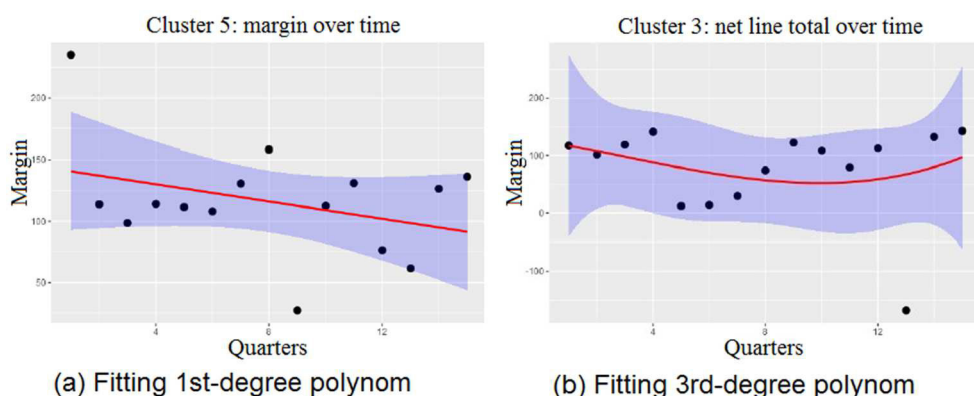 Cluster 5: margin over time
Cluster 3: net line total over time
Margin
200
150
100
50
4
8
12
Quarters
Margin
200
100
0
-100
4
8
12
Quarters
(a) Fitting 1st-degree polynom
(b) Fitting 3rd-degree polynom